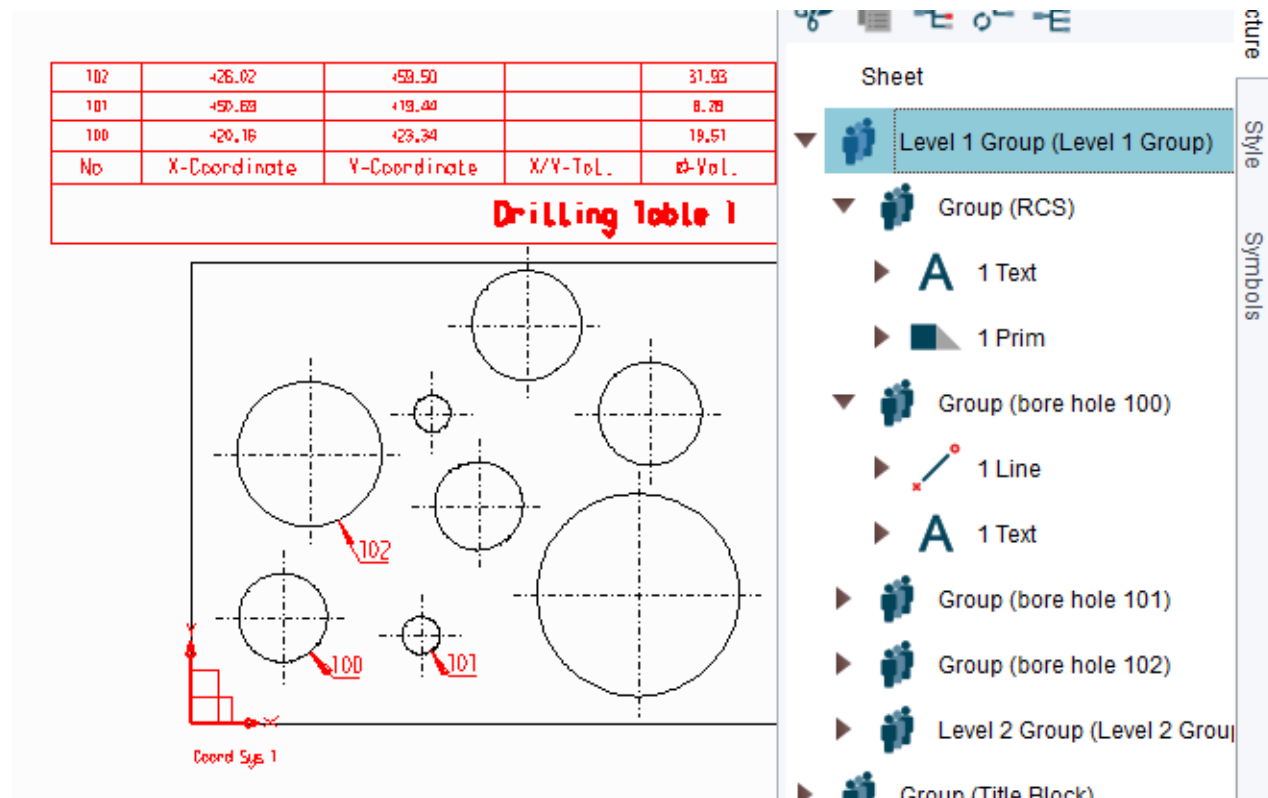 102 +26.02 +59.50 31.93
101 +50.69 +19.44 8.78
100 +20.16 +23.34 19.51
No X-Coordinate Y-Coordinate X/Y-Tol. ø-Val.
Drilling Table 1
102
100
101
Y
X
Coord Sys 1
cture
Style
Symbols
Sheet
Level 1 Group (Level 1 Group)
Group (RCS)
1 Text
1 Prim
Group (bore hole 100)
1 Line
1 Text
Group (bore hole 101)
Group (bore hole 102)
Level 2 Group (Level 2 Grou
Group (Title Block)